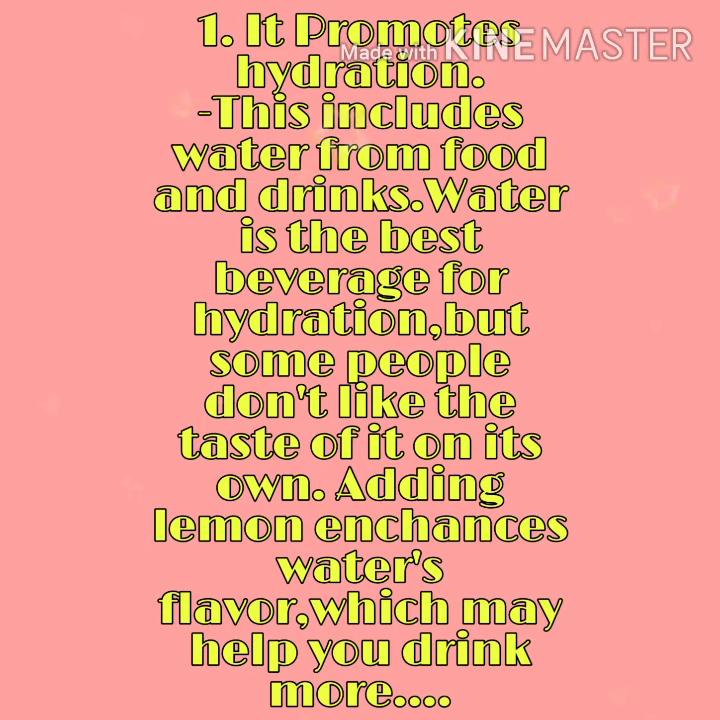 1. It Promotes
Made with KINEMASTER
hydration.
-This includes
water from food
and drinks.Water
is the best
beverage for
hydration,but
some people
don't like the
taste of it on its
own. Adding
lemon enchances
water's
flavor,which may
help you drink
more....